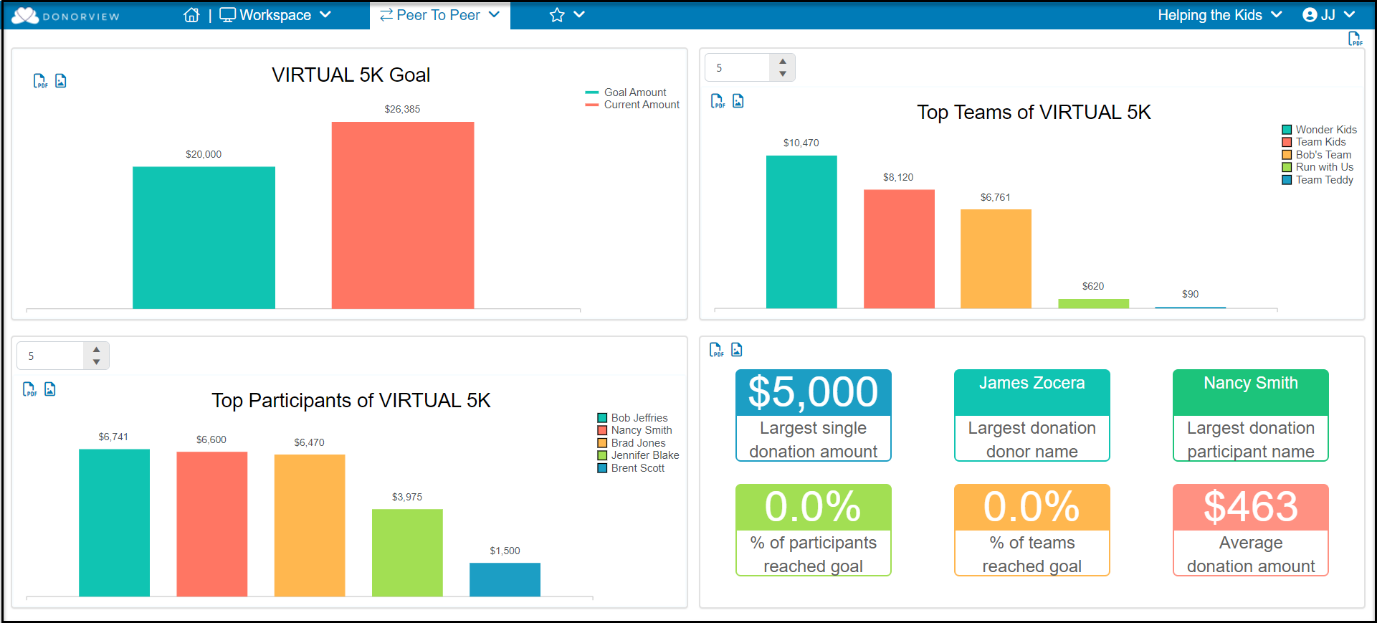 DONORVIEW | Workspace Peer To Peer Helping the Kids JJ
PDF
PDF
VIRTUAL 5K Goal
Goal Amount
Current Amount
$20,000
$26,385
5
PDF
Top Teams of VIRTUAL 5K
Wonder Kids
Team Kids
Bob's Team
Run with Us
Team Teddy
$10,470
$8,120
$6,761
$620
$90
5
PDF
Top Participants of VIRTUAL 5K
Bob Jeffries
Nancy Smith
Brad Jones
Jennifer Blake
Brent Scott
$6,741
$6,600
$6,470
$3,975
$1,500
PDF
$5,000
Largest single
donation amount
James Zocera
Largest donation
donor name
Nancy Smith
Largest donation
participant name
0.0%
% of participants
reached goal
0.0%
% of teams
reached goal
$463
Average
donation amount